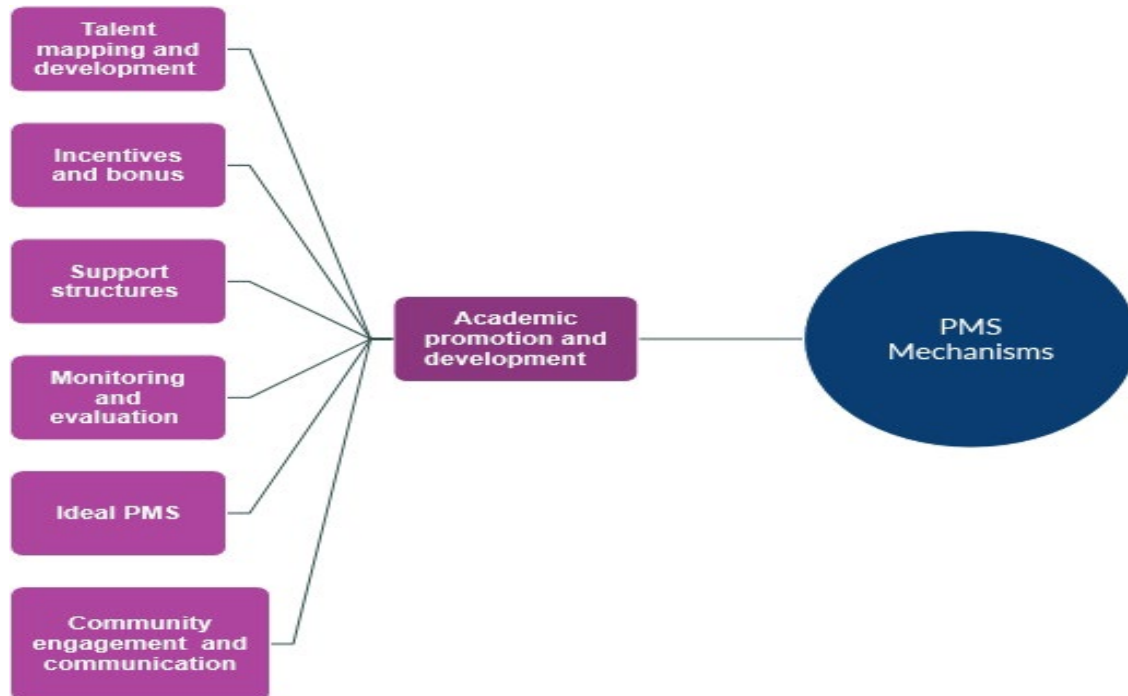 Talent
mapping and
development
Incentives
and bonus
Support
structures
Monitoring
and
evaluation
Ideal PMS
Community
engagement and
communication
Academic
promotion and
development
PMS
Mechanisms